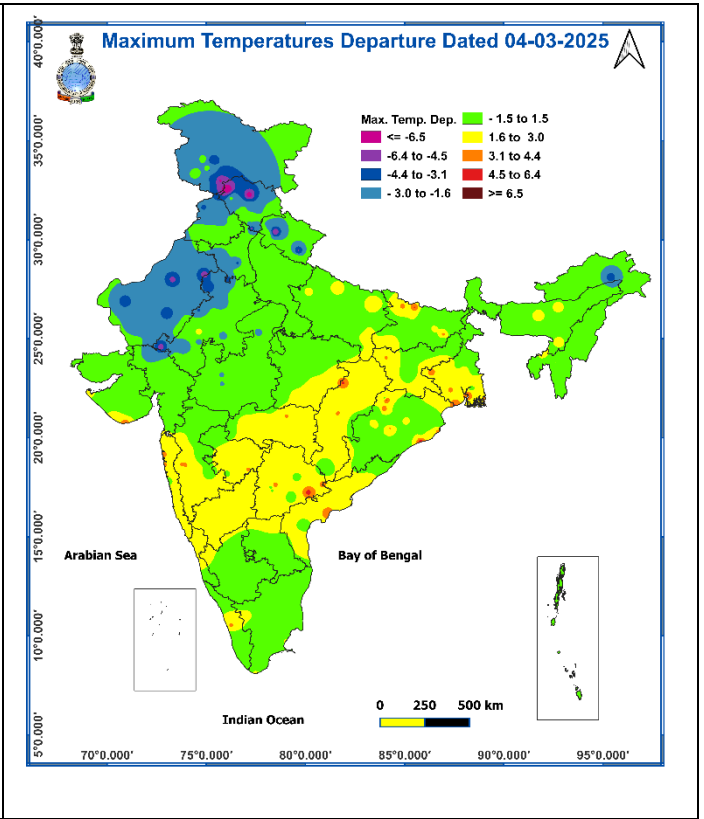 Maximum Temperatures Departure Dated 04-03-2025
Max. Temp. Dep.
<= -6.5
-6.4 to -4.5
-4.4 to -3.1
- 3.0 to -1.6
- 1.5 to 1.5
1.6 to 3.0
3.1 to 4.4
4.5 to 6.4
>= 6.5
40°0.000'
35°0.000'
30°0.000'
25°0.000'
20°0.000'
15°0.000'
10°0.000'
5°0.000'
Arabian Sea
Bay of Bengal
Indian Ocean
0 250 500 km
70°0.000' 75°0.000' 80°0.000' 85°0.000' 90°0.000' 95°0.000'